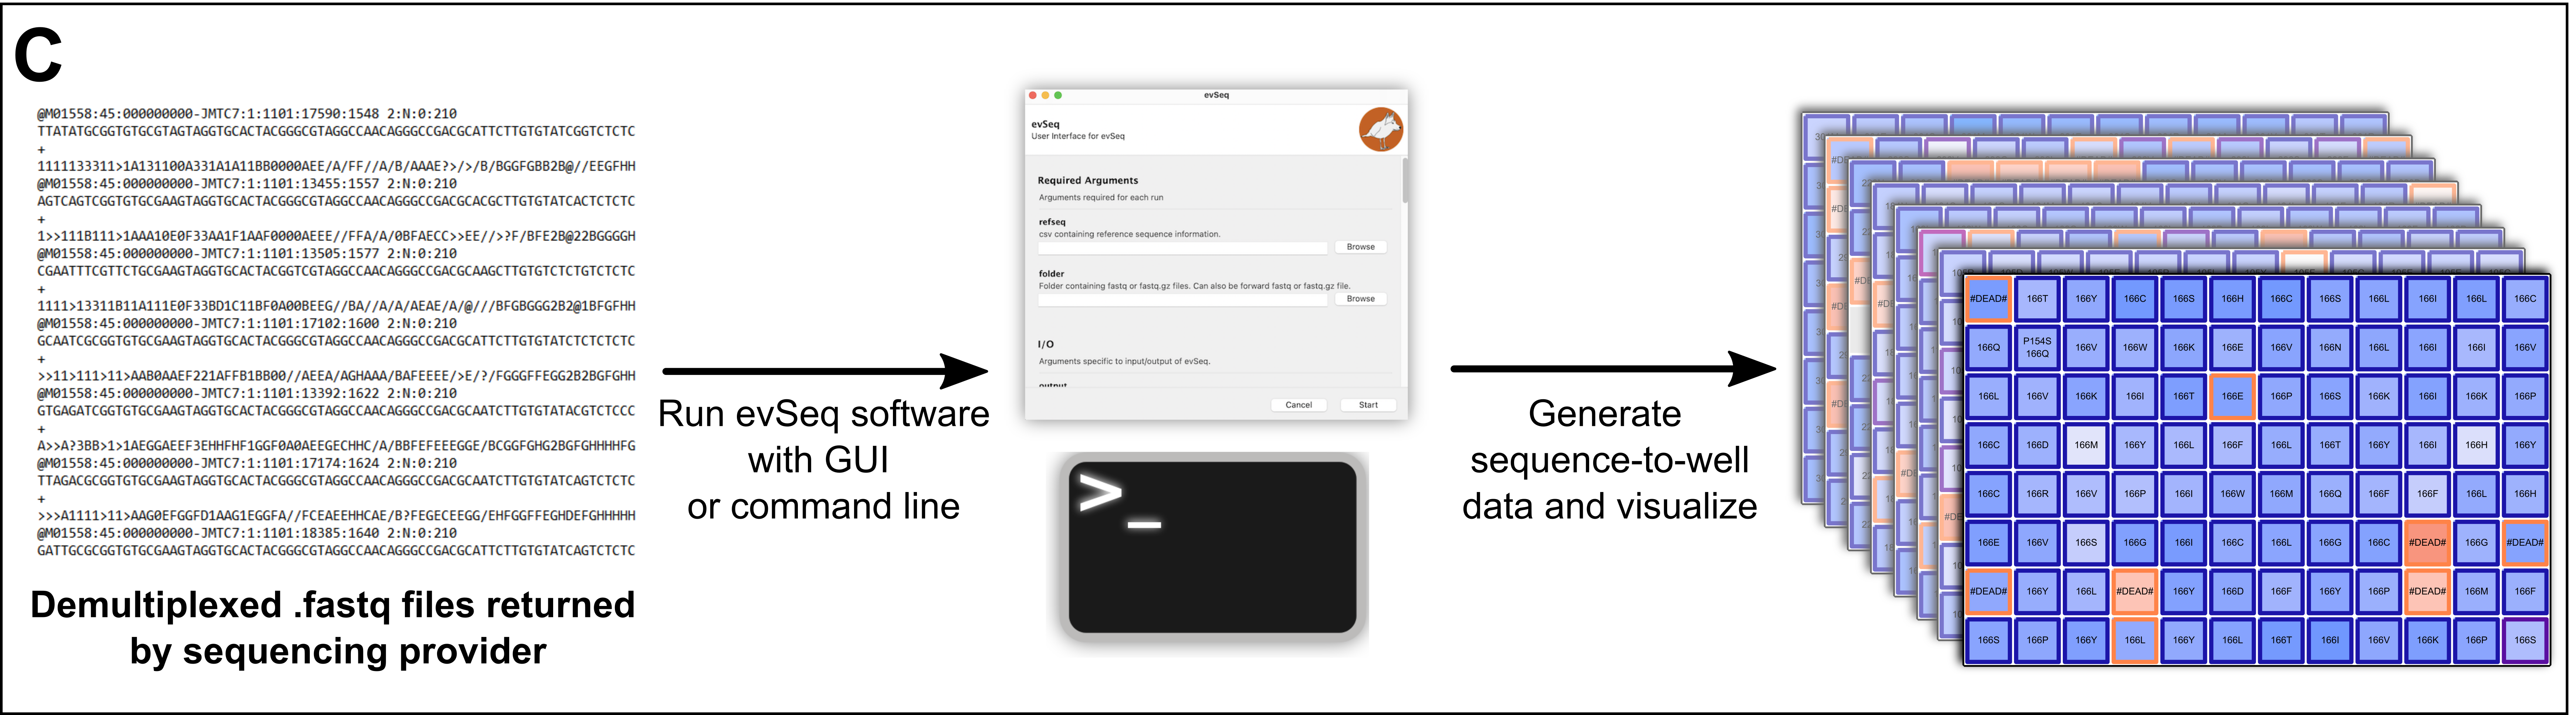 C
@M01558:45:000000000-JMTC7:1:1101:17590:1548 2:N:0:210
TTATATGCGGTGTGCGTAGTAGGTGCACTACGGGCGTAGGCCAACAGGGCCGACGCATTCTTGTGTATCGGTCTCTC
+
1111133311>1A131100A331A1A11BB0000AEE/A/FF//A/B/AAAE?>/>/B/BGGFGBB2B@//EEGFHH
@M01558:45:000000000-JMTC7:1:1101:13455:1557 2:N:0:210
AGTCAGTCGGTGTGCGAAGTAGGTGCACTACGGGCGTAGGCCAACAGGGCCGACGCACGCTTGTGTATCACTCTCTC
+
1>>111B111>1AAA10E0F33AA1F1AAF0000AEEE//FFA/A/0BFAECC>>EE//>?F/BFE2B@22BGGGGH
@M01558:45:000000000-JMTC7:1:1101:13505:1577 2:N:0:210
CGAATTTCGTTCTGCGAAGTAGGTGCACTACGGTCGTAGGCCAACAGGGCCGACGCAAGCTTGTGTCTCTGTCTCTC
+
1111>13311B11A111E0F33BD1C11BF0A00BEEG//BA//A/A/AEAE/A/@///BFGBGGG2B2@1BFGFHH
@M01558:45:000000000-JMTC7:1:1101:17102:1600 2:N:0:210
GCAATCGCGGTGTGCGAAGTAGGTGCACTACGGGCGTAGGCCAACAGGGCCGACGCATTCTTGTGTATCTCTCTCTC
+
>>11>111>11>AAB0AAEF221AFFB1BB00//AEEA/AGHAAA/BAFEEEE/>E/?/FGGGFFEGG2B2BGFGHH
@M01558:45:000000000-JMTC7:1:1101:13392:1622 2:N:0:210
GTGAGATCGGTGTGCGAAGTAGGTGCACTACGGGCGTAGGCCAACAGGGCCGACGCAATCTTGTGTATACGTCTCCC
+
A>>A?3BB>1>1AEGGAEEF3EHHFHF1GGF0A0AEEGECHHC/A/BBFEFEEEGGE/BCGGFGHG2BGFGHHHHFG
@M01558:45:000000000-JMTC7:1:1101:17174:1624 2:N:0:210
TTAGACGCGGTGTGCGAAGTAGGTGCACTACGGGCGTAGGCCAACAGGGCCGACGCAATCTTGTGTATCAGTCTCTC
+
>>>A1111>11>AAG0EFGGFD1AAG1EGGFA//FCEAEEHHCAE/B?FEGECEEGG/EHFGGFFEGHDEFGHHHHH
@M01558:45:000000000-JMTC7:1:1101:18385:1640 2:N:0:210
GATTGCGCGGTGTGCGAAGTAGGTGCACTACGGGCGTAGGCCAACAGGGCCGACGCATTCTTGTGTATCAGTCTCTC
Demultiplexed .fastq files returned
by sequencing provider
Run evSeq software
with GUI
or command line
evSeq
evSeq
User Interface for evSeq
Required Arguments
Arguments required for each run
refseq
csv containing reference sequence information.
Browse
folder
Folder containing fastq or fastq.gz files. Can also be forward fastq or fastq.gz file.
Browse
I/O
Arguments specific to input/output of evSeq.
output
Cancel Start
>_
Generate
sequence-to-well
data and visualize
#DEAD# 166T 166Y 166C 166S 166H 166C 166S 166L 166I 166L 166C
166Q P154S 166Q 166V 166W 166K 166E 166V 166N 166L 166I 166I 166V
166L 166V 166K 166I 166T 166E 166P 166S 166K 166I 166K 166P
166C 166D 166M 166Y 166L 166F 166L 166T 166Y 166I 166H 166Y
166C 166R 166V 166P 166I 166W 166M 166Q 166F 166F 166L 166H
166E 166V 166S 166G 166I 166C 166L 166G 166C #DEAD# 166G #DEAD#
#DEAD# 166Y 166L #DEAD# 166Y 166D 166F 166Y 166P #DEAD# 166M 166F
166S 166P 166Y 166L 166Y 166L 166T 166I 166V 166K 166P 166S